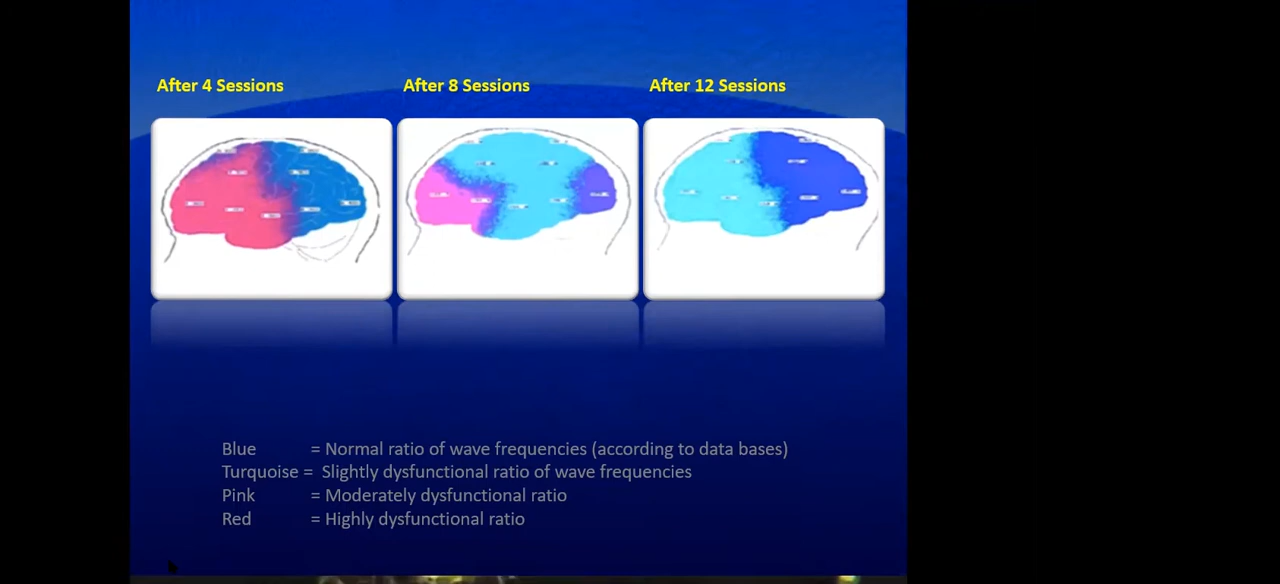 After 4 Sessions
After 8 Sessions
After 12 Sessions
Blue = Normal ratio of wave frequencies (according to data bases)
Turquoise = Slightly dysfunctional ratio of wave frequencies
Pink = Moderately dysfunctional ratio
Red = Highly dysfunctional ratio